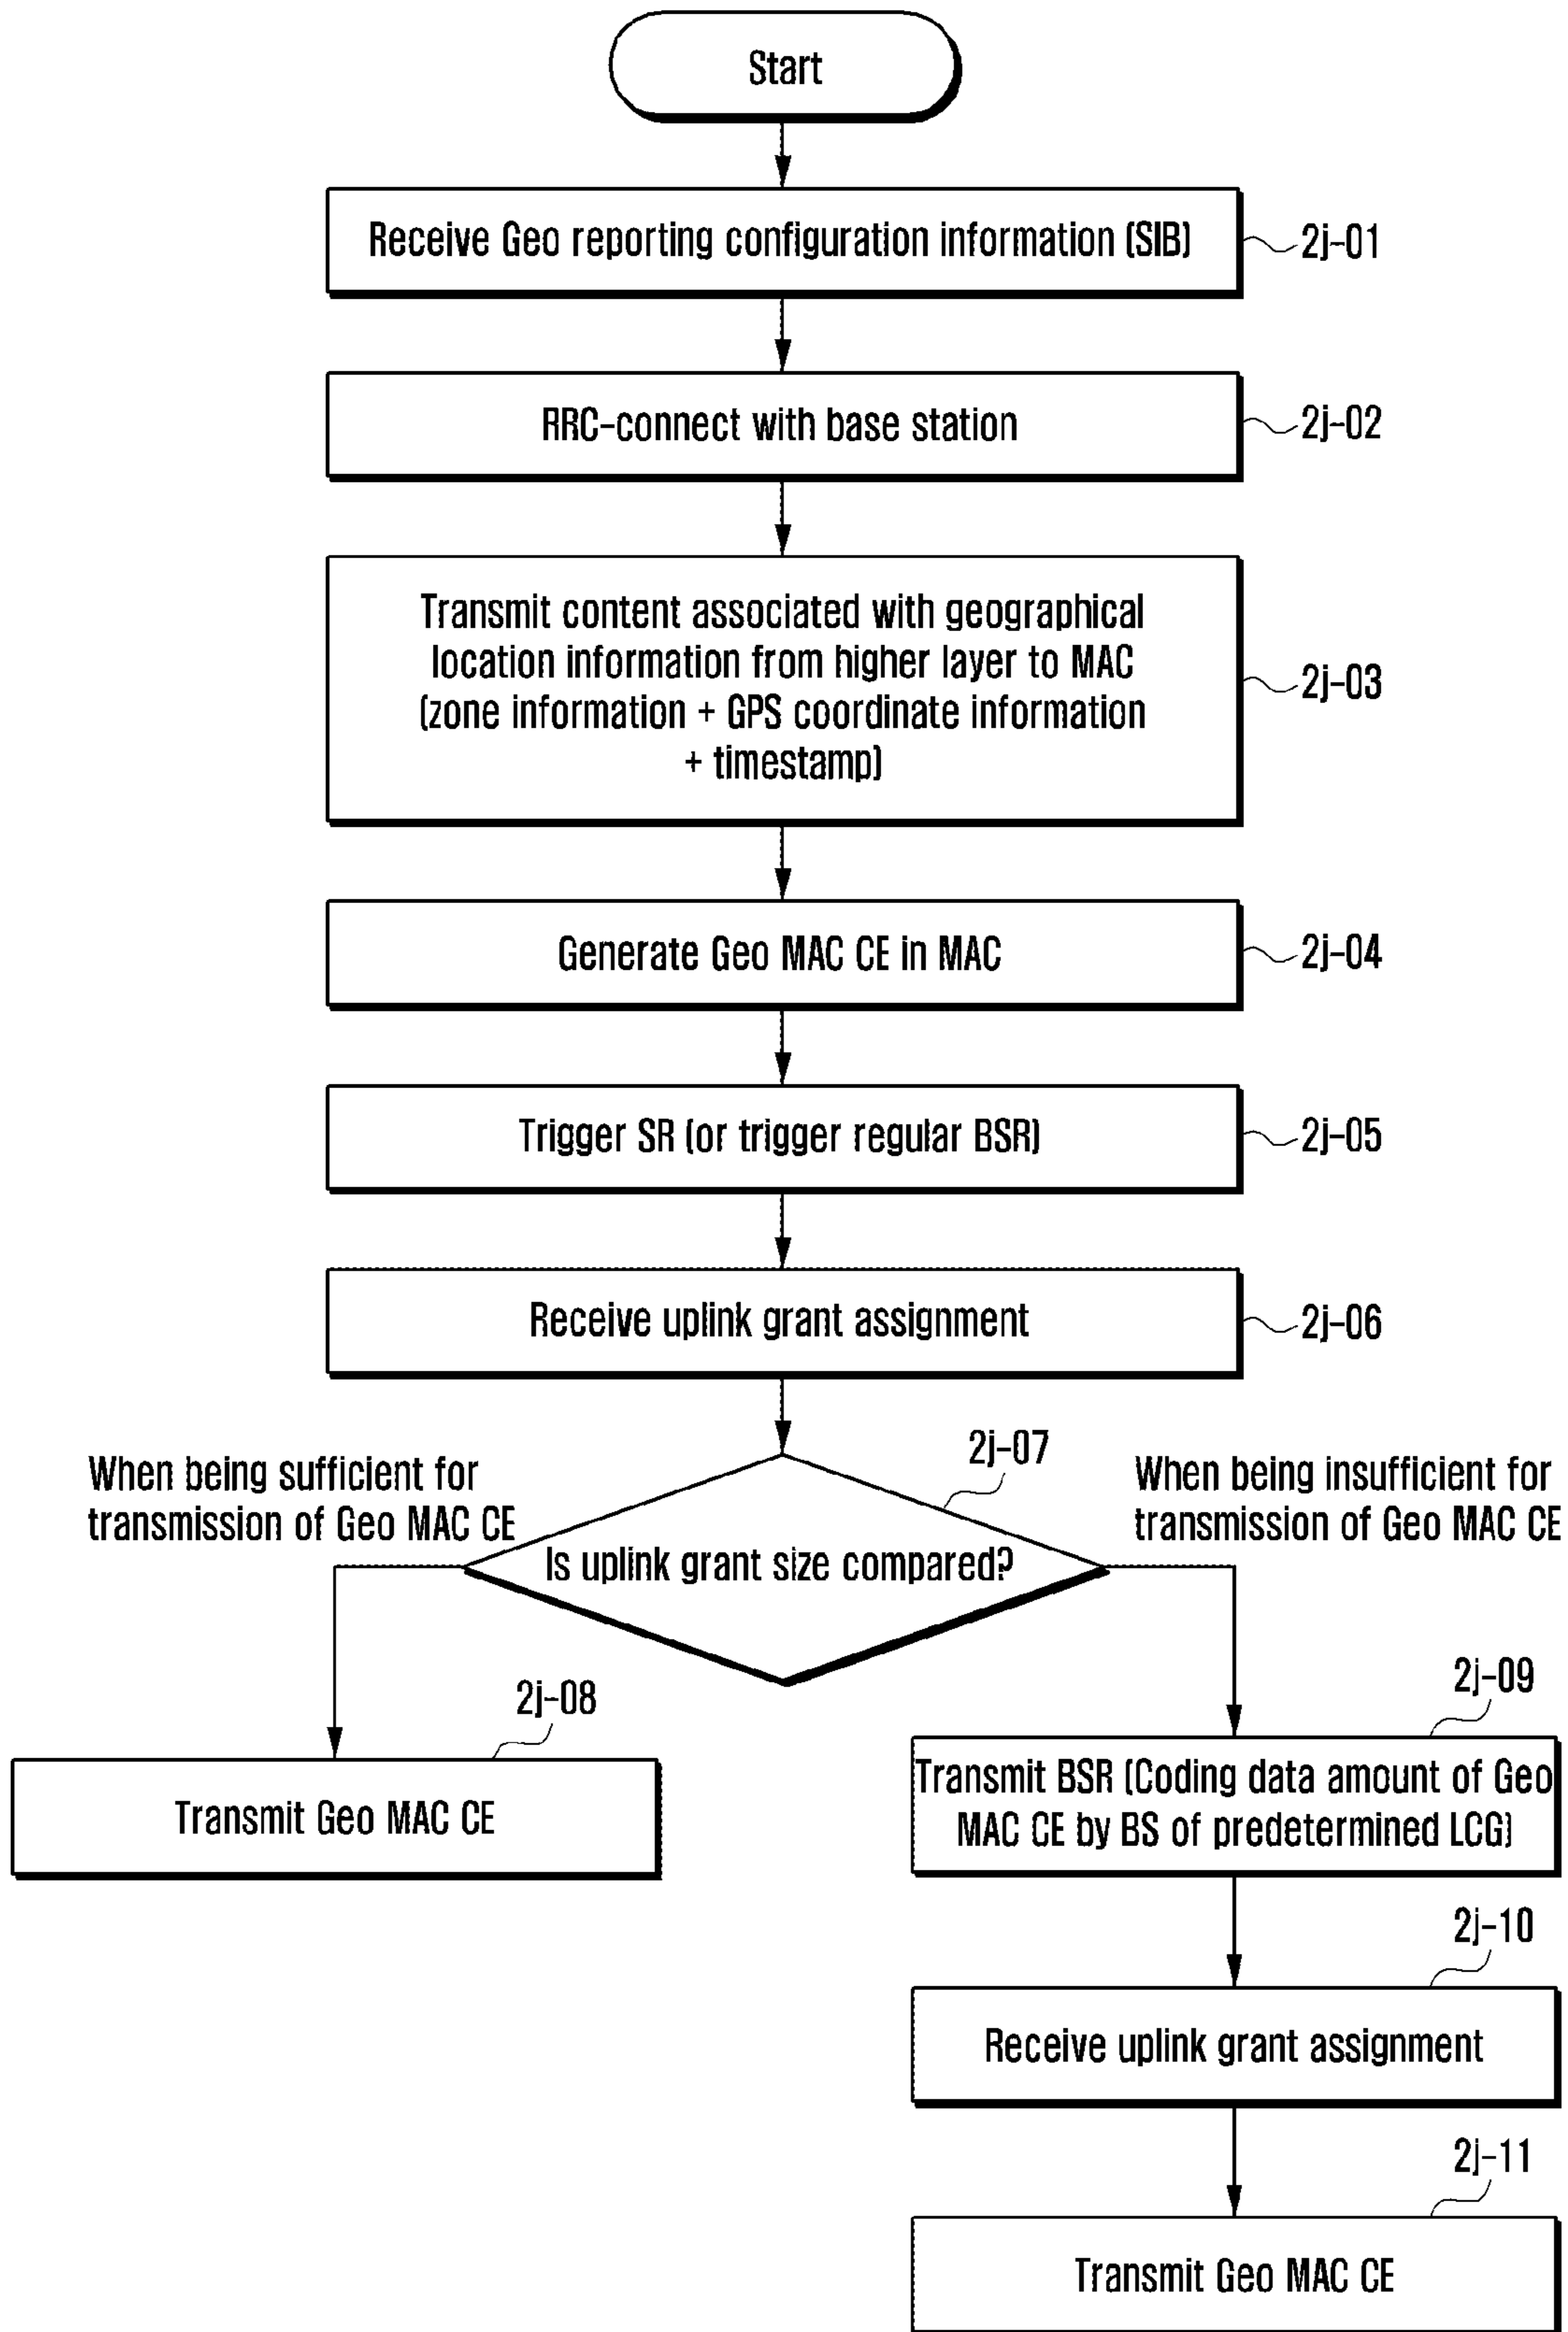 Start
Receive Geo reporting configuration information (SIB)
2j-01
RRC-connect with base station
2j-02
Transmit content associated with geographical
location information from higher layer to MAC
(zone information + GPS coordinate information
+ timestamp)
2j-03
Generate Geo MAC CE in MAC
2j-04
Trigger SR (or trigger regular BSR)
2j-05
Receive uplink grant assignment
2j-06
When being sufficient for
transmission of Geo MAC CE
2j-07
When being insufficient for
transmission of Geo MAC CE
Is uplink grant size compared?
2j-08
Transmit Geo MAC CE
2j-09
Transmit BSR (Coding data amount of Geo
MAC CE by BS of predetermined LCG)
2j-10
Receive uplink grant assignment
2j-11
Transmit Geo MAC CE